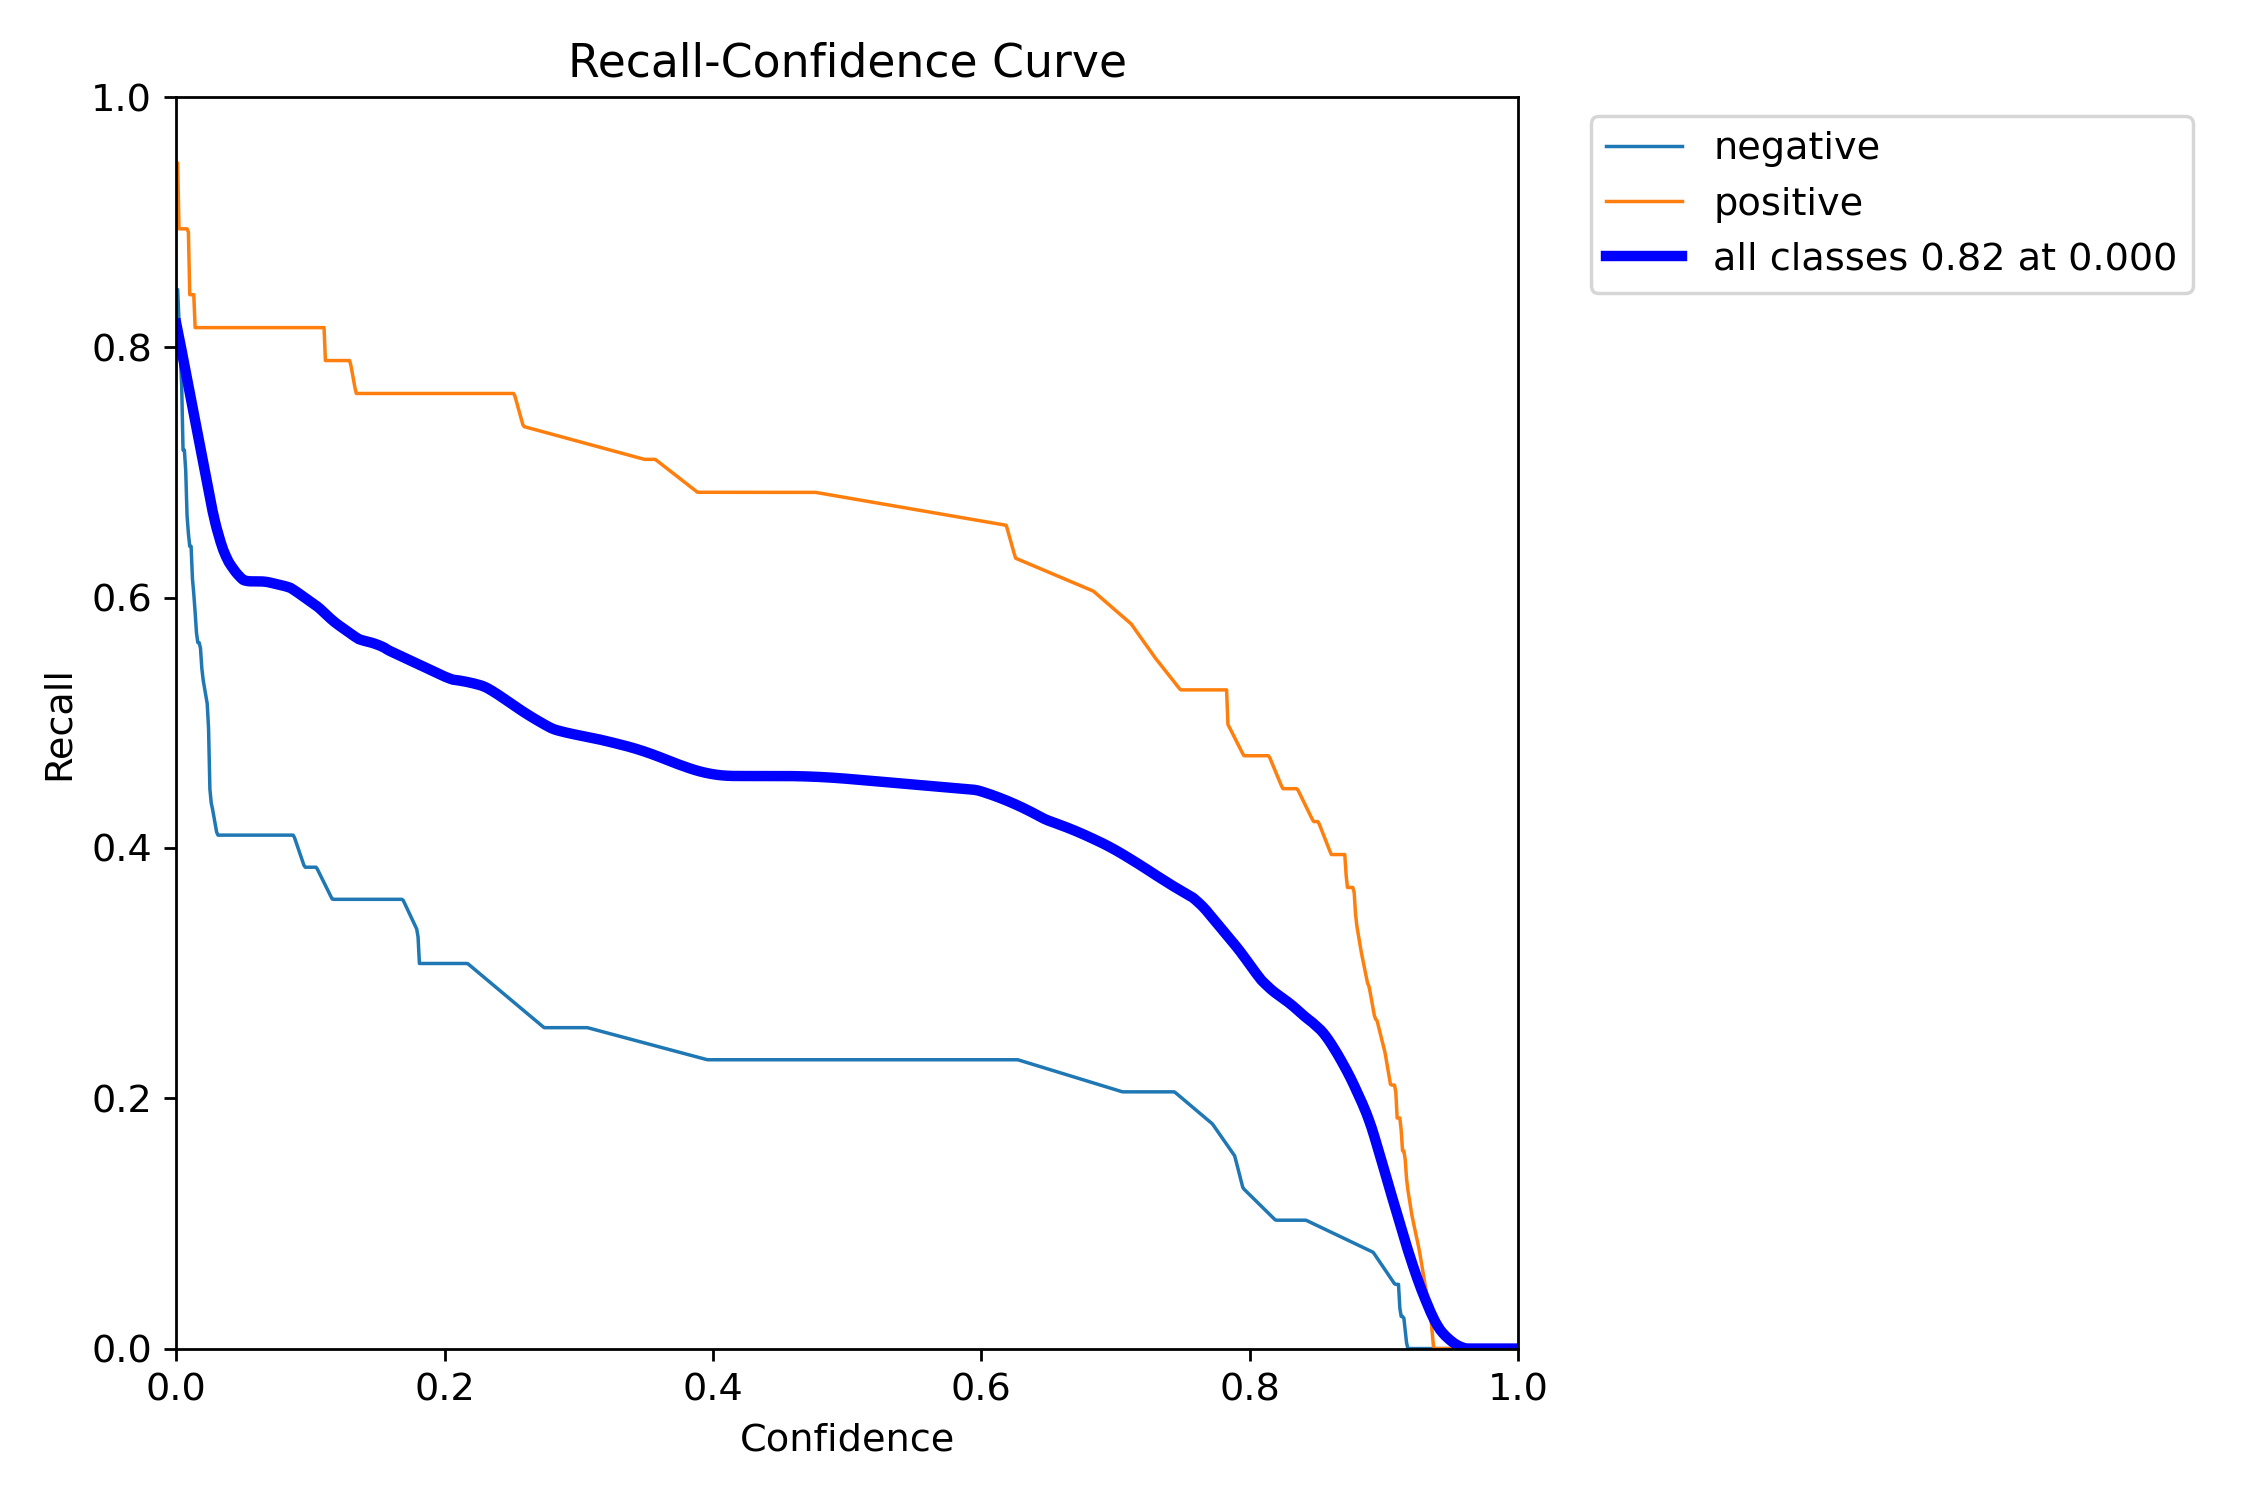 Recall-Confidence Curve
1.0
0.8
0.6
0.4
0.2
0.0
Recall
0.0 0.2 0.4 0.6 0.8 1.0
Confidence
negative
positive
all classes 0.82 at 0.000